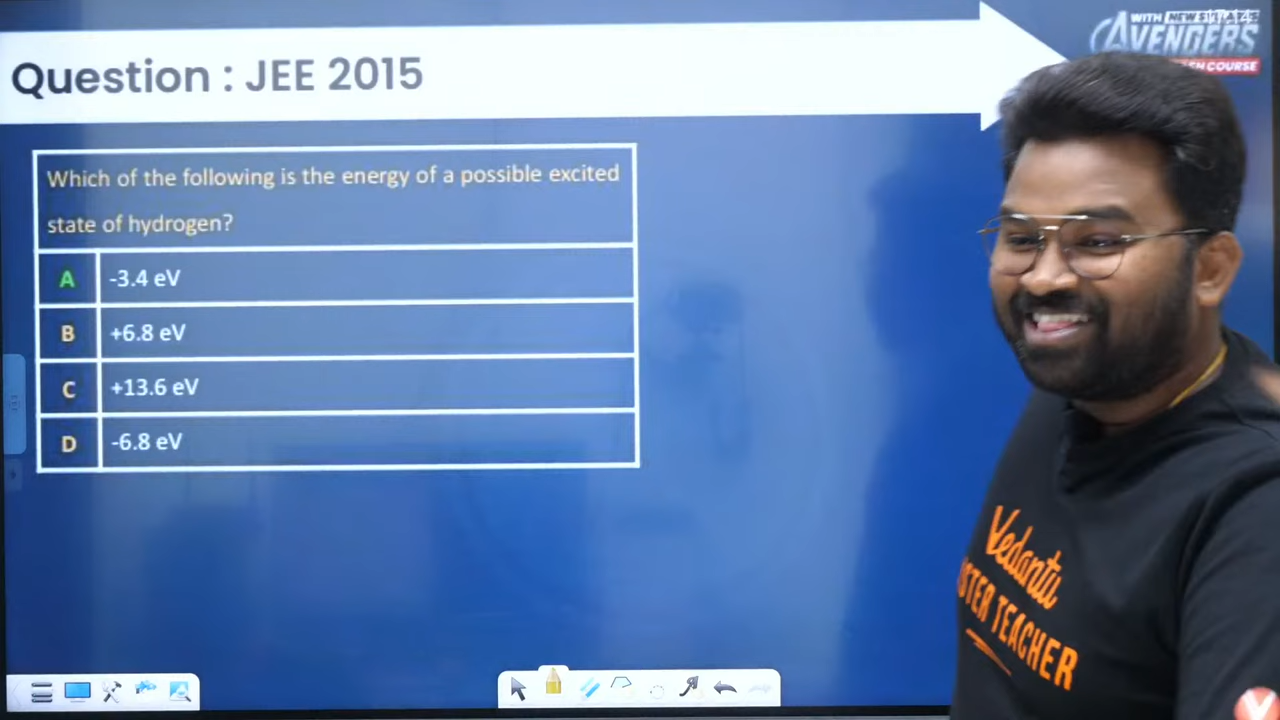 WITH
AVENGERS
COURSE
Question : JEE 2015
Which of the following is the energy of a possible excited
state of hydrogen?
A -3.4 eV
B +6.8 eV
C +13.6 eV
D -6.8 eV
Vedantu
TEACHER